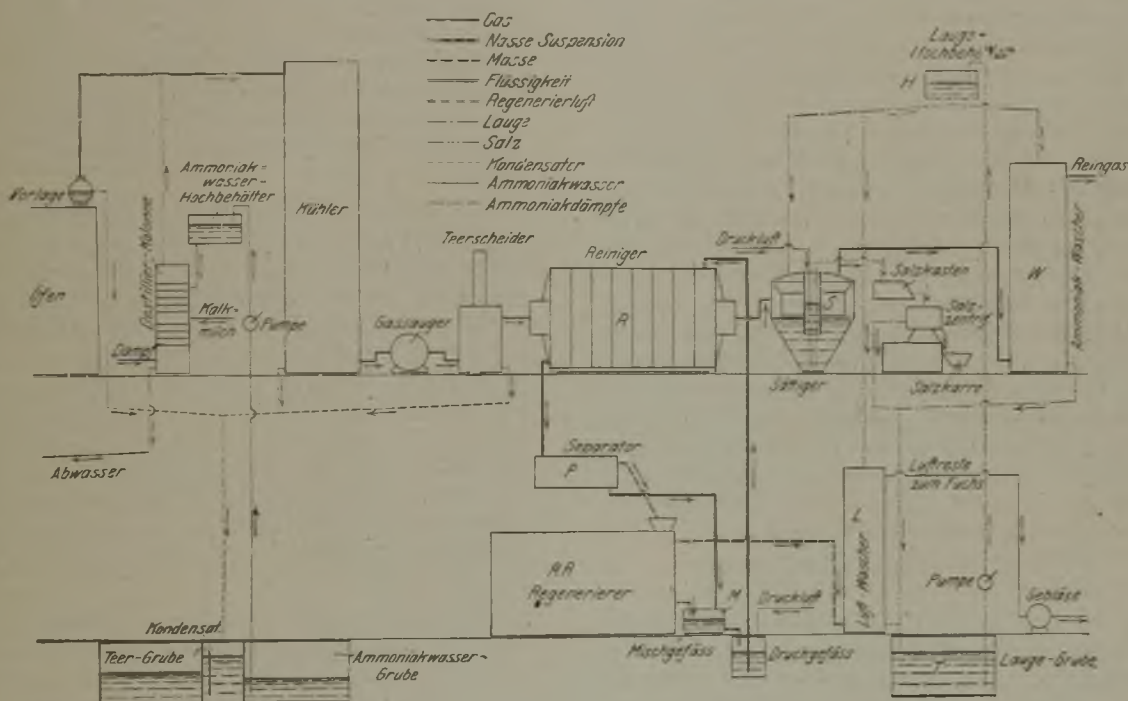 Gas
Nasse Suspension
Masse
Flüssigkeit
Regenerierluft
Lauge
Salz
Kondensater
Ammoniakwasser
Ammoniakdämpfe
Lauge-
H
Vorlage
Öfen
Dampf
Destillier-Kolonne
Ammoniak=
wasser-
Hochbehälter
Kalk-
milch
Pumpe
Kühler
Gassauger
Teerscheider
Reiniger
R
Druckluft
S
Sättiger
Salzkasten
Salz-
zentrif
Salzkarre
W
Reingas
Ammoniak-Wascher
Abwasser
Separator
P
RR
Regenerierer
M
Mischgefäss
Druckluft
Druckgefäss
Luft-Wascher
Luftreste
zum Fuchs
Pumpe
Gebläse
Lauge-Grube
Kondensat.
Teer-Grube
Ammoniakwasser-
Grube